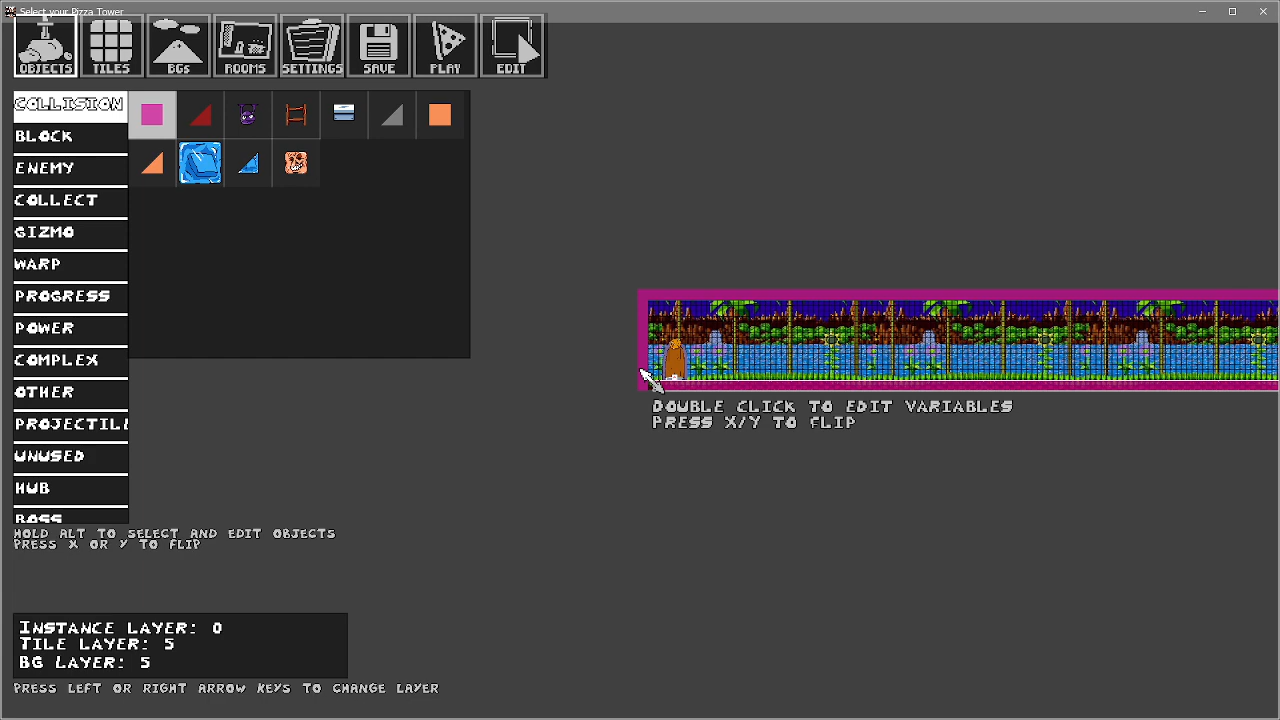 Select your Pizza Tower
OBJECTS TILES BGS ROOMS SETTINGS SAVE PLAY EDIT
COLLISION
BLOCK
ENEMY
COLLECT
GIZMO
WARP
PROGRESS
POWER
COMPLEX
OTHER
PROJECTILE
UNUSED
HUB
BOSS
DOUBLE CLICK TO EDIT VARIABLES
PRESS X/Y TO FLIP
HOLD ALT TO SELECT AND EDIT OBJECTS
PRESS X OR Y TO FLIP
INSTANCE LAYER: 0
TILE LAYER: 5
BG LAYER: 5
PRESS LEFT OR RIGHT ARROW KEYS TO CHANGE LAYER